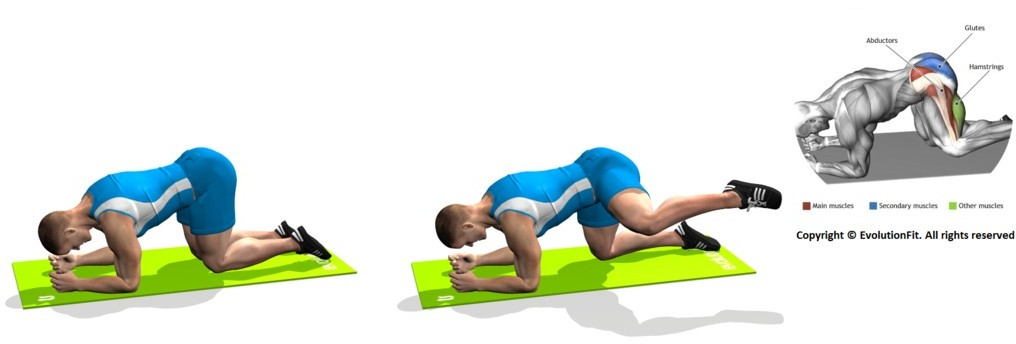 Glutes
Abductors
Hamstrings
Main muscles
Secondary muscles
Other muscles
Copyright © EvolutionFit. All rights reserved